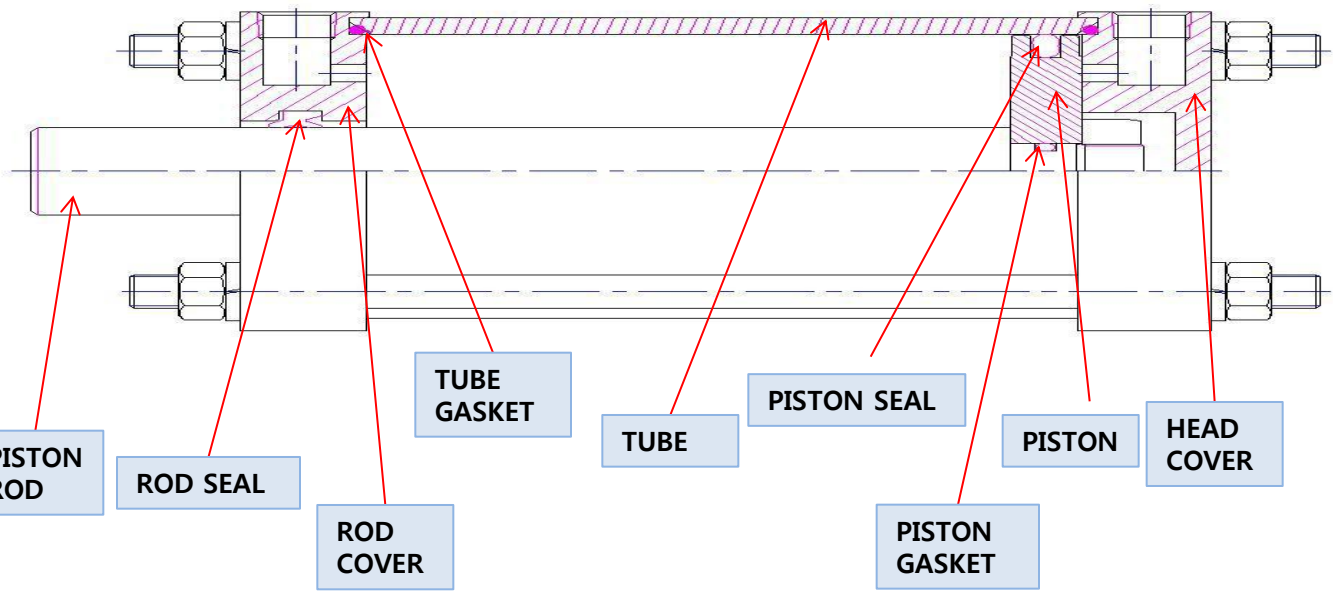 TUBE
GASKET
TUBE
PISTON SEAL
PISTON
HEAD
COVER
PISTON
ROD
ROD SEAL
ROD
COVER
PISTON
GASKET